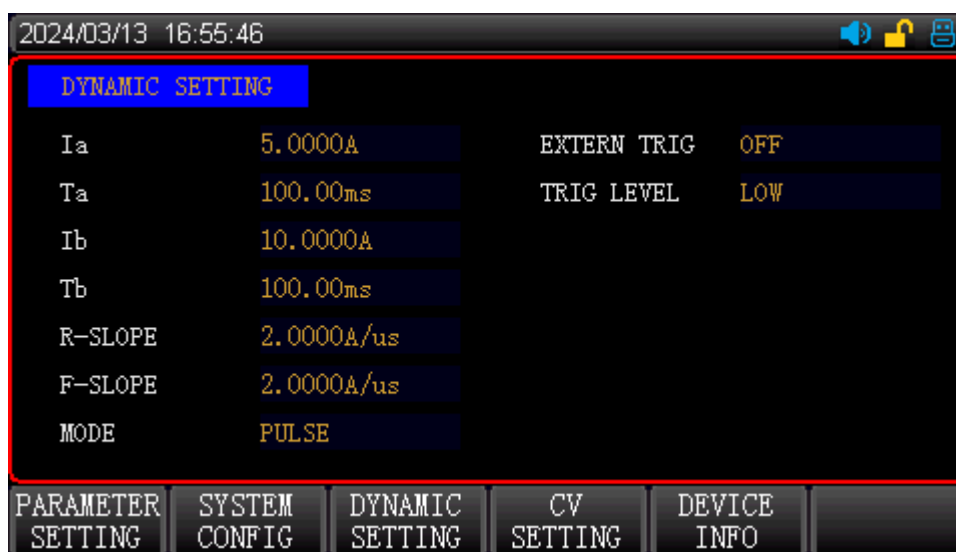 2024/03/13 16:55:46
DYNAMIC SETTING
Ia 5.0000A EXTERN TRIG OFF
Ta 100.00ms TRIG LEVEL LOW
Ib 10.0000A
Tb 100.00ms
R-SLOPE 2.0000A/us
F-SLOPE 2.0000A/us
MODE PULSE
PARAMETER SETTING
SYSTEM CONFIG
DYNAMIC SETTING
CV SETTING
DEVICE INFO